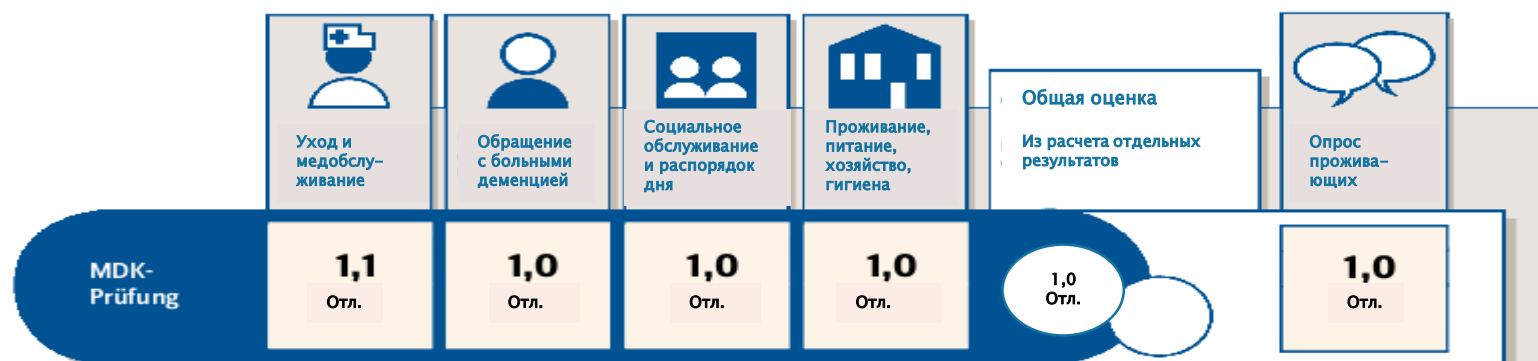 Уход и
медобслу-
живание
Обращение
с больными
деменцией
Социальное
обслуживание
и распорядок
дня
Проживание,
питание,
хозяйство,
гигиена
Общая оценка
Из расчета отдельных
результатов
Опрос
прожива-
ющих
MDK-
Prüfung
1,1
Отл.
1,0
Отл.
1,0
Отл.
1,0
Отл.
1,0
Отл.
1,0
Отл.